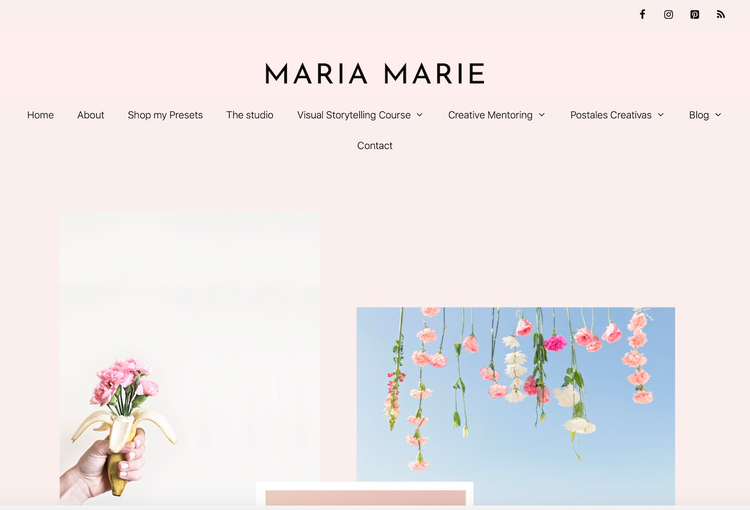 MARIA MARIE
Home About Shop my Presets The studio Visual Storytelling Course Creative Mentoring Postales Creativas Blog
Contact